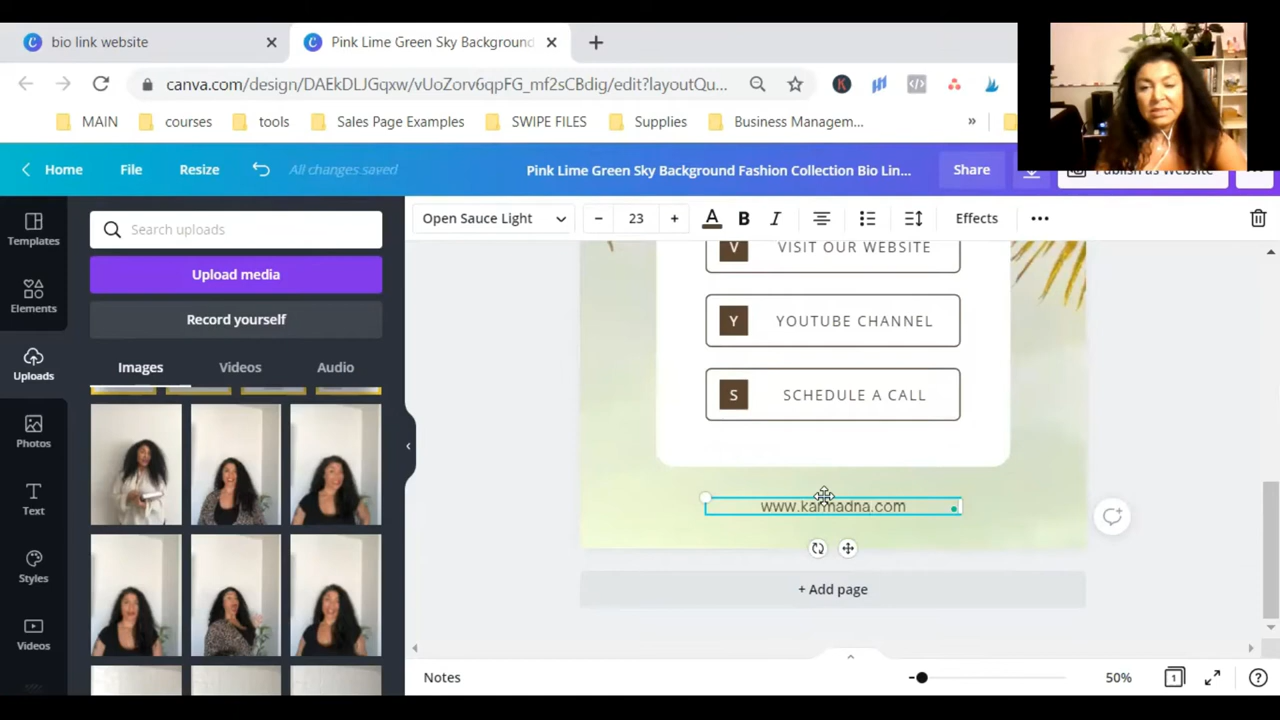 bio link website
Pink Lime Green Sky Background
canva.com/design/DAEkDLJGqxw/vUoZorv6qpFG_mf2sCBdig/edit?layoutQu...
MAIN
courses
tools
Sales Page Examples
SWIPE FILES
Supplies
Business Managem...
»
Home
File
Resize
All changes saved
Pink Lime Green Sky Background Fashion Collection Bio Lin...
Share
Publish as Website
Templates
Elements
Uploads
Photos
Text
Styles
Videos
Search uploads
Upload media
Record yourself
Images
Videos
Audio
Open Sauce Light
– 23 +
A B I
Effects
V VISIT OUR WEBSITE
Y YOUTUBE CHANNEL
S SCHEDULE A CALL
www.karmadna.com
+ Add page
Notes
50%
1
?